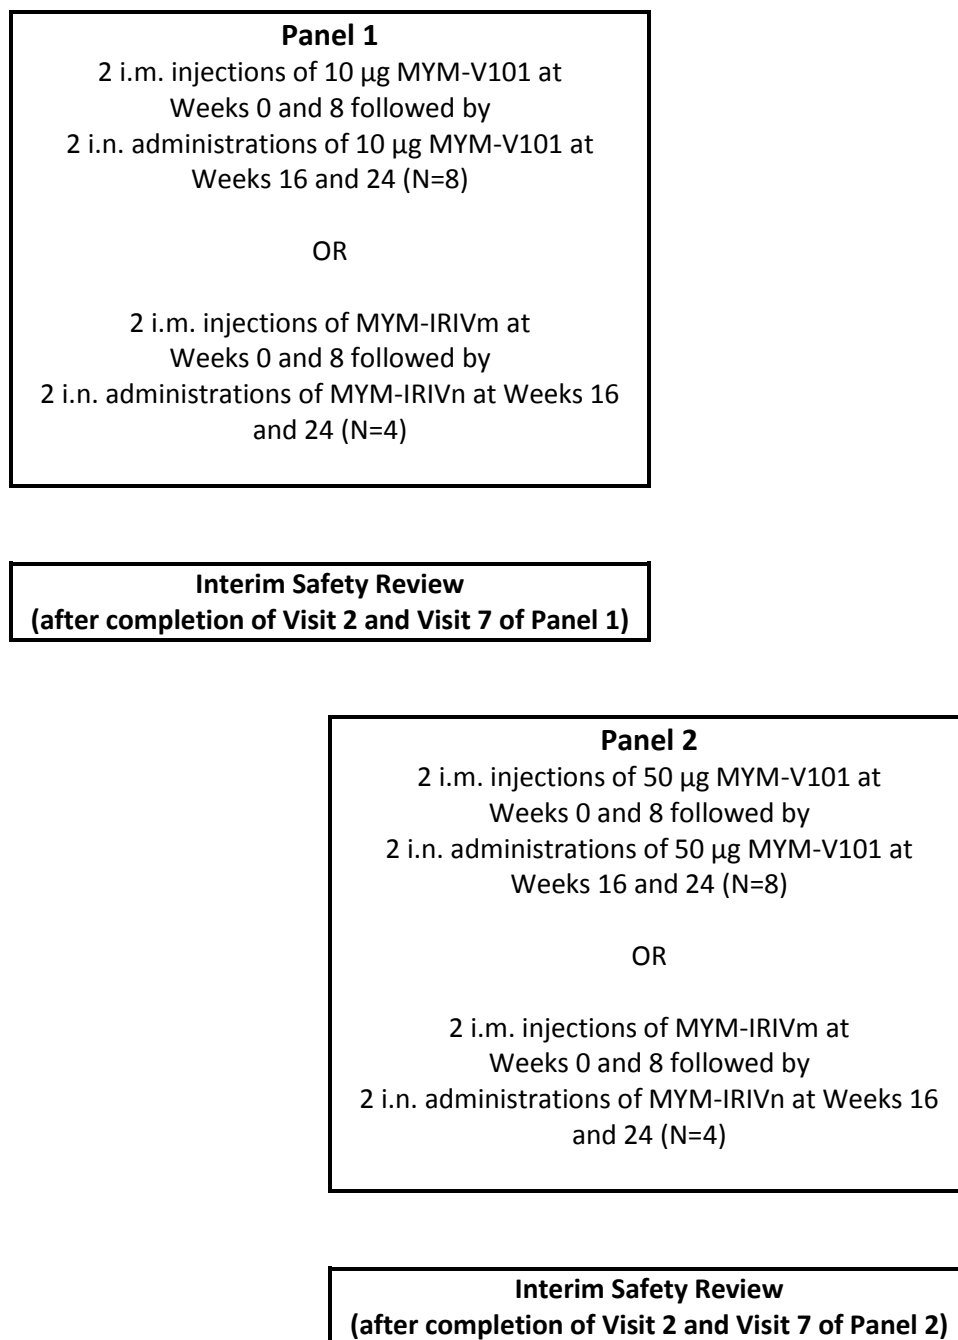 Panel 1
2 i.m. injections of 10 µg MYM-V101 at
Weeks 0 and 8 followed by
2 i.n. administrations of 10 µg MYM-V101 at
Weeks 16 and 24 (N=8)
OR
2 i.m. injections of MYM-IRIVm at
Weeks 0 and 8 followed by
2 i.n. administrations of MYM-IRIVn at Weeks 16
and 24 (N=4)
Interim Safety Review
(after completion of Visit 2 and Visit 7 of Panel 1)
Panel 2
2 i.m. injections of 50 µg MYM-V101 at
Weeks 0 and 8 followed by
2 i.n. administrations of 50 µg MYM-V101 at
Weeks 16 and 24 (N=8)
OR
2 i.m. injections of MYM-IRIVm at
Weeks 0 and 8 followed by
2 i.n. administrations of MYM-IRIVn at Weeks 16
and 24 (N=4)
Interim Safety Review
(after completion of Visit 2 and Visit 7 of Panel 2)